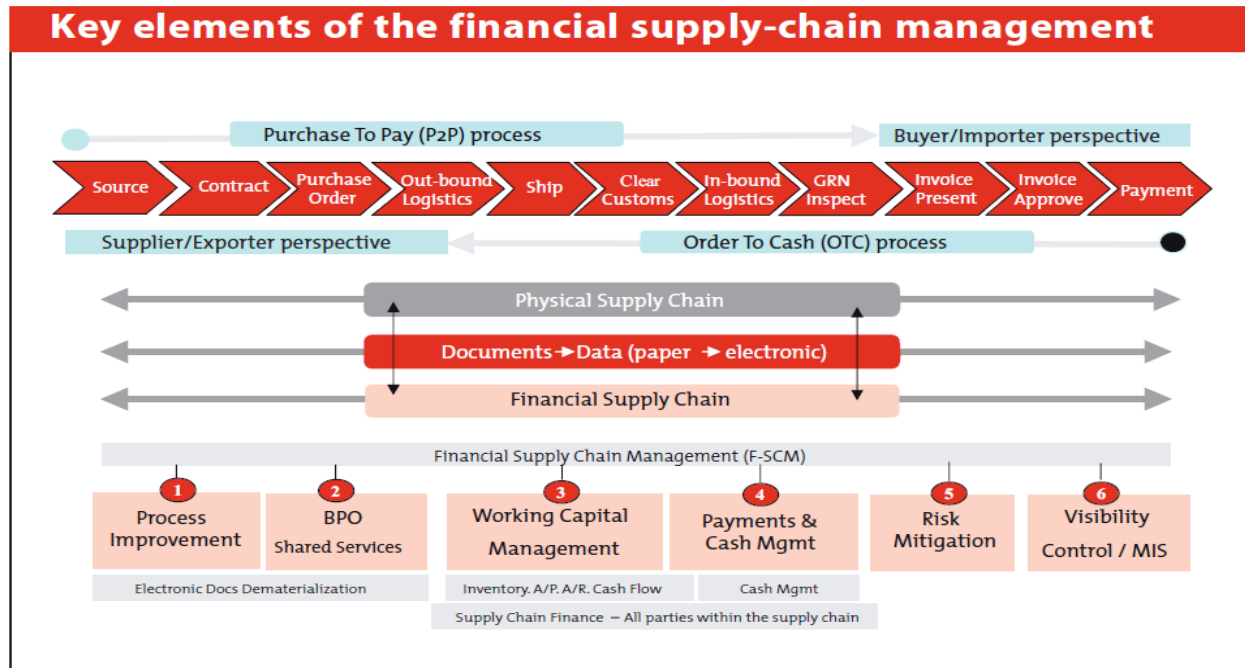 Key elements of the financial supply-chain management
Purchase To Pay (P2P) process
Buyer/Importer perspective
Source
Contract
Purchase
Order
Out-bound
Logistics
Ship
Clear
Customs
In-bound
Logistics
GRN
Inspect
Invoice
Present
Invoice
Approve
Payment
Supplier/Exporter perspective
Order To Cash (OTC) process
Physical Supply Chain
Documents→Data (paper → electronic)
Financial Supply Chain
Financial Supply Chain Management (F-SCM)
1
Process
Improvement
2
BPO
Shared Services
3
Working Capital
Management
4
Payments &
Cash Mgmt
5
Risk
Mitigation
6
Visibility
Control / MIS
Electronic Docs Dematerialization
Inventory. A/P. A/R. Cash Flow
Cash Mgmt
Supply Chain Finance – All parties within the supply chain